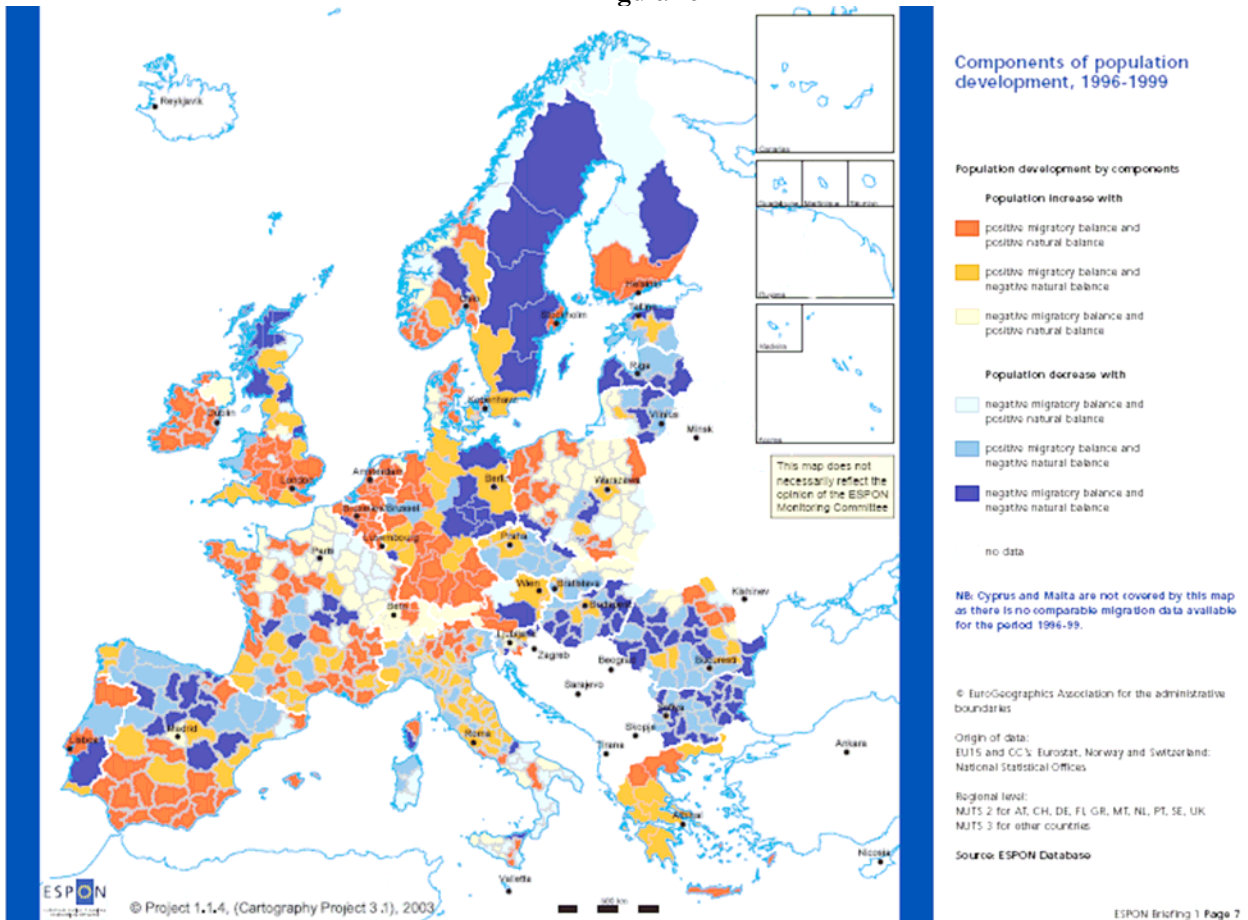 Components of population
development, 1996-1999
Population development by components
Population increase with
positive migratory balance and
positive natural balance
positive migratory balance and
negative natural balance
negative migratory balance and
positive natural balance
Population decrease with
negative migratory balance and
positive natural balance
positive migratory balance and
negative natural balance
negative migratory balance and
negative natural balance
no data
NB: Cyprus and Malta are not covered by this map
as there is no comparable migration data available
for the period 1996-99.
© EuroGeographics Association for the administrative
boundaries
Origin of data:
EU15 and CC's: Eurostat, Norway and Switzerland:
National Statistical Offices
Regional level:
NUTS 2 for AT, CH, DE, FI, GR, MT, NL, PT, SE, UK
NUTS 3 for other countries
Source: ESPON Database
ESPON Briefing 1 Page 7
This map does not
necessarily reflect the
opinion of the ESPON
Monitoring Committee
Canarias
Guadeloupe
Martinique
Réunion
Guyane
Madeira
Reykjavik
Oslo
Stockholm
Helsinki
Tallinn
Riga
Vilnius
Minsk
Kopenhavn
Dublin
London
Amsterdam
Berlin
Warszawa
Luxembourg
Praha
Paris
Bern
Wien
Bratislava
Budapest
Kishinev
Ljubljana
Zagreb
Beograd
Bucuresti
Sarajevo
Sofiya
Skopje
Tirana
Ankara
Madrid
Lisboa
Roma
Athinai
Valletta
Nicosia
ESPON
© Project 1.1.4, (Cartography Project 3.1), 2003
500 km